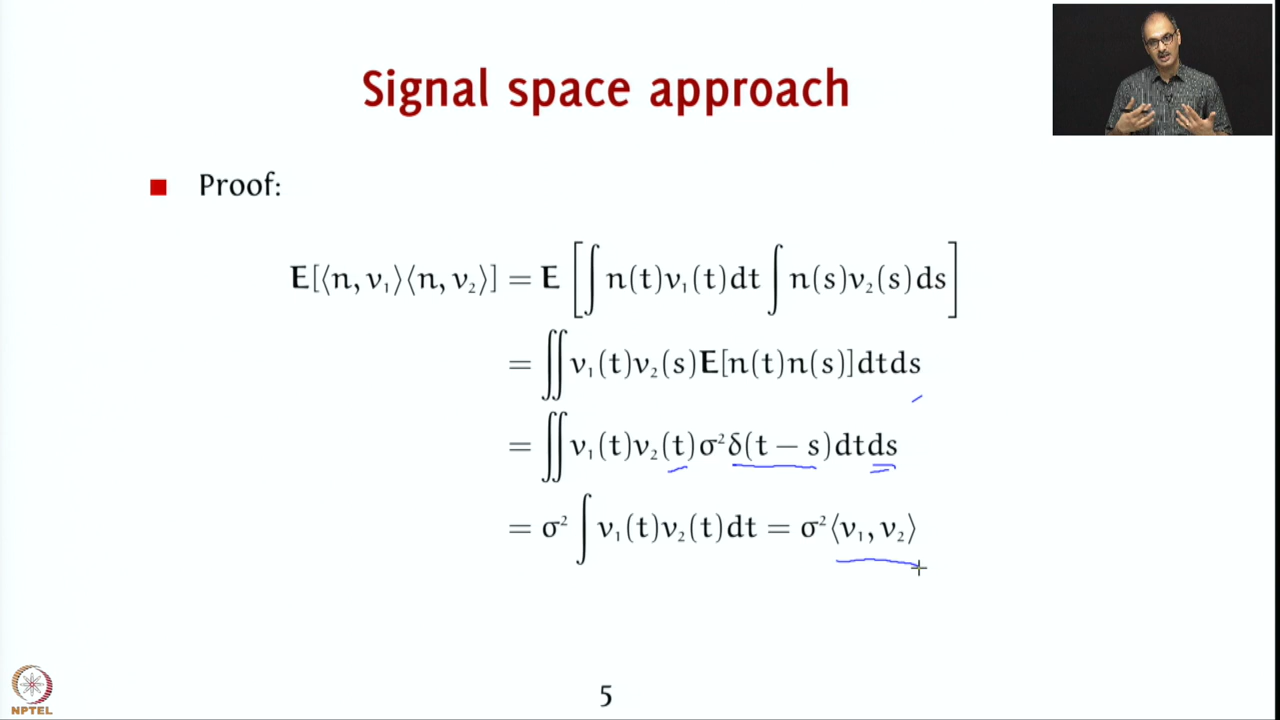 Signal space approach
Proof:
E[⟨n, v₁⟩⟨n, v₂⟩] = E [∫ n(t)v₁(t)dt ∫ n(s)v₂(s)ds]
= ∬ v₁(t)v₂(s)E[n(t)n(s)]dtds
= ∬ v₁(t)v₂(t)σ²δ(t − s)dtds
= σ² ∫ v₁(t)v₂(t)dt = σ²⟨v₁, v₂⟩
NPTEL
5